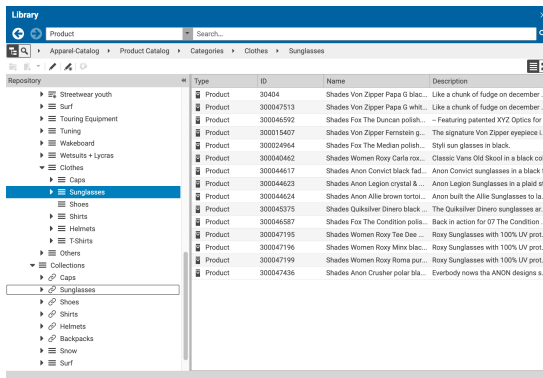 Library
Product
Search...
Apparel-Catalog Product Catalog Categories Clothes Sunglasses
Repository
Streetwear youth
Surf
Touring Equipment
Tuning
Wakeboard
Wetsuits + Lycras
Clothes
Caps
Sunglasses
Shoes
Shirts
Helmets
T-Shirts
Others
Collections
Caps
Sunglasses
Shoes
Shirts
Helmets
Backpacks
Snow
Surf
Type ID Name Description
Product 30404 Shades Von Zipper Papa G blac... Like a chunk of fudge on december
Product 300047513 Shades Von Zipper Papa G whit... Like a chunk of fudge on december .
Product 300046592 Shades Fox The Duncan polish... – Featuring patented XYZ Optics for
Product 300015407 Shades Von Zipper Fernstein g... The signature Von Zipper eyepiece i.
Product 300024964 Shades Fox The Median polish... Styli sun glasses in black.
Product 300040462 Shades Women Roxy Carla rox... Classic Vans Old Skool in a black col
Product 300044617 Shades Anon Convict black fad... Anon Convict sunglasses in a black f
Product 300044623 Shades Anon Legion crystal & ... Anon Legion Sunglasses in a plaid st
Product 300044624 Shades Anon Allie brown tortoi... Anon built the Allie Sunglasses to la.
Product 300045375 Shades Quiksilver Dinero black ... The Quiksilver Dinero sunglasses ar.
Product 300046587 Shades Fox The Condition polis... Back in action for 07 The Condition .
Product 300047195 Shades Women Roxy Tee Dee ... Roxy Sunglasses with 100% UV prot.
Product 300047196 Shades Women Roxy Minx blac... Roxy Sunglasses with 100% UV prot.
Product 300047199 Shades Women Roxy Roma pur... Roxy Sunglasses with 100% UV prot.
Product 300047436 Shades Anon Crusher polar bla... Everbody nows tha ANON designs s.